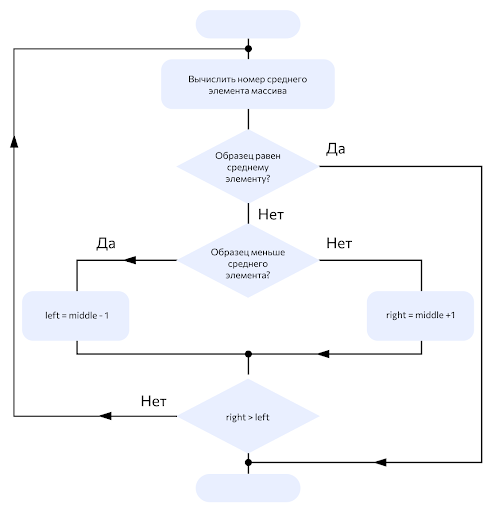 Вычислить номер среднего
элемента массива
Образец равен
среднему
элементу?
Да
Нет
Образец меньше
среднего
элемента?
Да
Нет
left = middle - 1
right = middle +1
right > left
Нет